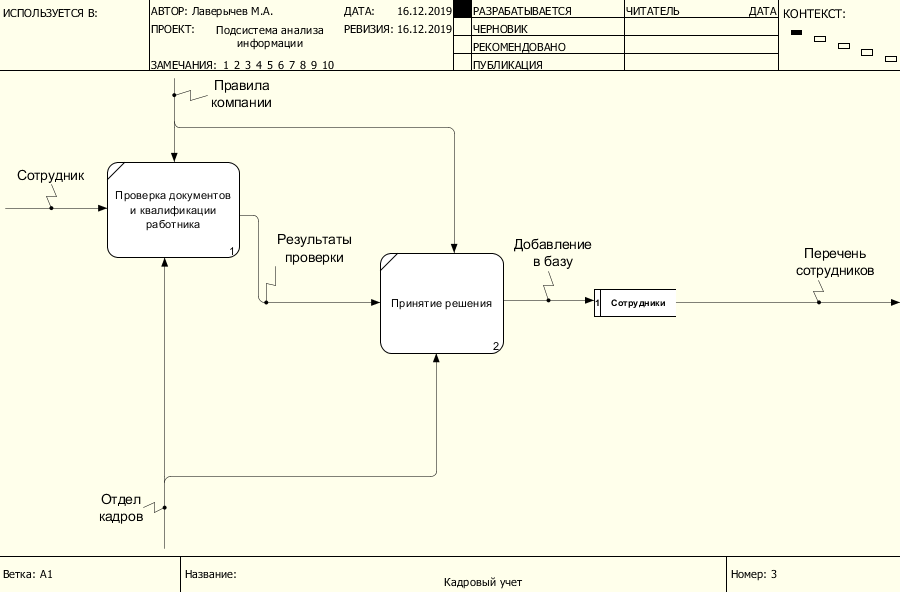 ИСПОЛЬЗУЕТСЯ В:
АВТОР: Лаверычев М.А.
ДАТА: 16.12.2019
ПРОЕКТ: Подсистема анализа
информации
РЕВИЗИЯ: 16.12.2019
ЗАМЕЧАНИЯ: 1 2 3 4 5 6 7 8 9 10
РАЗРАБАТЫВАЕТСЯ
ЧЕРНОВИК
РЕКОМЕНДОВАНО
ПУБЛИКАЦИЯ
ЧИТАТЕЛЬ
ДАТА
КОНТЕКСТ:
Правила
компании
Сотрудник
Проверка документов
и квалификации
работника
1
Результаты
проверки
Принятие решения
2
Добавление
в базу
1
Сотрудники
Перечень
сотрудников
Отдел
кадров
Ветка: A1
Название:
Кадровый учет
Номер: 3